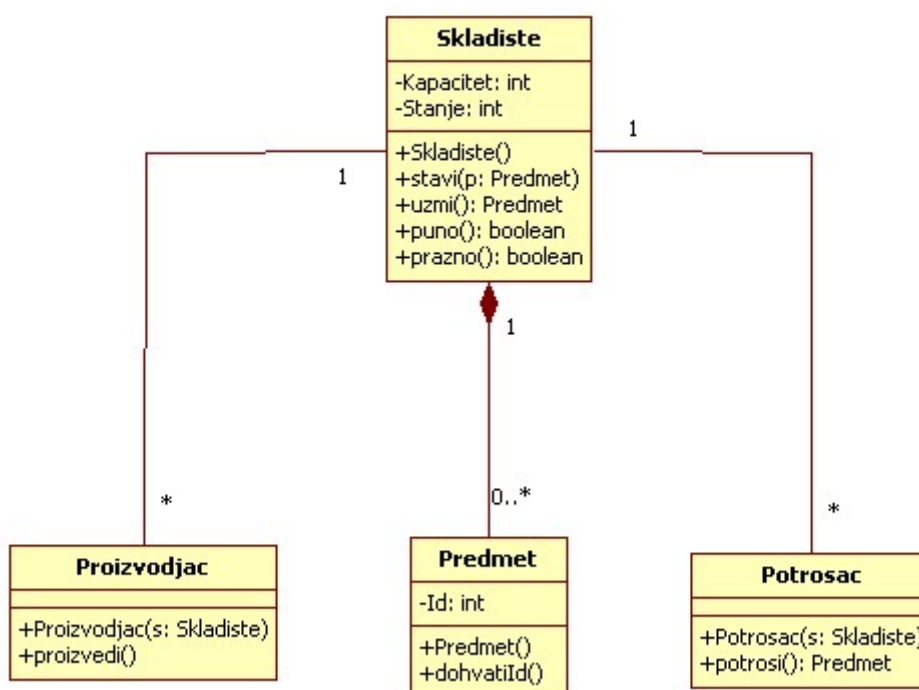 Skladiste
-Kapacitet: int
-Stanje: int
+Skladiste()
+stavi(p: Predmet)
+uzmi(): Predmet
+puno(): boolean
+prazno(): boolean
1
1
1
*
0..*
*
Proizvodjac
+Proizvodjac(s: Skladiste)
+proizvedi()
Predmet
-Id: int
+Predmet()
+dohvatiId()
Potrosac
+Potrosac(s: Skladiste)
+potrosi(): Predmet